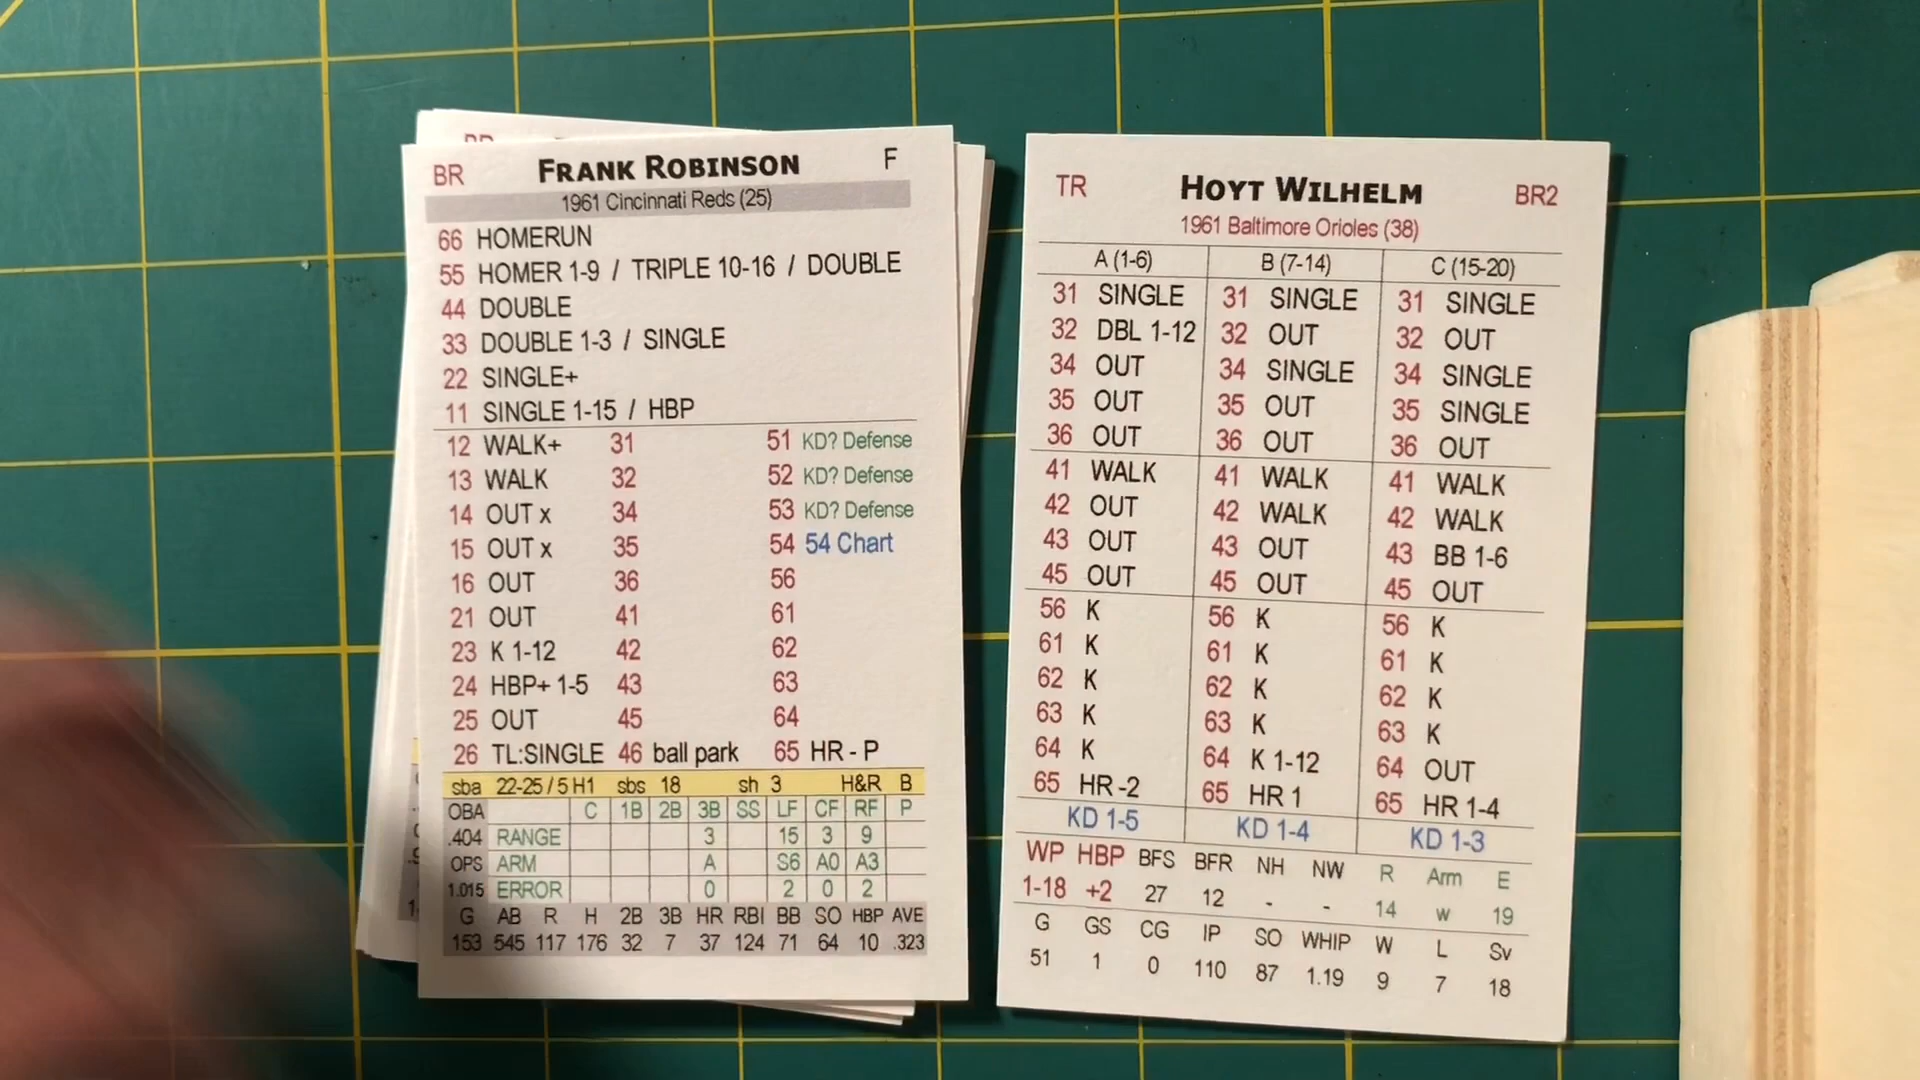 BR FRANK ROBINSON F
1961 Cincinnati Reds (25)
66 HOMERUN
55 HOMER 1-9 / TRIPLE 10-16 / DOUBLE
44 DOUBLE
33 DOUBLE 1-3 / SINGLE
22 SINGLE+
11 SINGLE 1-15 / HBP
12 WALK+ 31 51 KD? Defense
13 WALK 32 52 KD? Defense
14 OUT x 34 53 KD? Defense
15 OUT x 35 54 54 Chart
16 OUT 36 56
21 OUT 41 61
23 K 1-12 42 62
24 HBP+ 1-5 43 63
25 OUT 45 64
26 TL:SINGLE 46 ball park 65 HR - P
sba 22-25 / 5 H1 sbs 18 sh 3 H&R B
OBA C 1B 2B 3B SS LF CF RF P
.404 RANGE 3 15 3 9
OPS ARM A S6 A0 A3
1.015 ERROR 0 2 0 2
G AB R H 2B 3B HR RBI BB SO HBP AVE
153 545 117 176 32 7 37 124 71 64 10 .323
TR HOYT WILHELM BR2
1961 Baltimore Orioles (38)
A (1-6) B (7-14) C (15-20)
31 SINGLE 31 SINGLE 31 SINGLE
32 DBL 1-12 32 OUT 32 OUT
34 OUT 34 SINGLE 34 SINGLE
35 OUT 35 OUT 35 SINGLE
36 OUT 36 OUT 36 OUT
41 WALK 41 WALK 41 WALK
42 OUT 42 WALK 42 WALK
43 OUT 43 OUT 43 BB 1-6
45 OUT 45 OUT 45 OUT
56 K 56 K 56 K
61 K 61 K 61 K
62 K 62 K 62 K
63 K 63 K 63 K
64 K 64 K 1-12 64 OUT
65 HR -2 65 HR 1 65 HR 1-4
KD 1-5 KD 1-4 KD 1-3
WP HBP BFS BFR NH NW R Arm E
1-18 +2 27 12 - - 14 w 19
G GS CG IP SO WHIP W L Sv
51 1 0 110 87 1.19 9 7 18